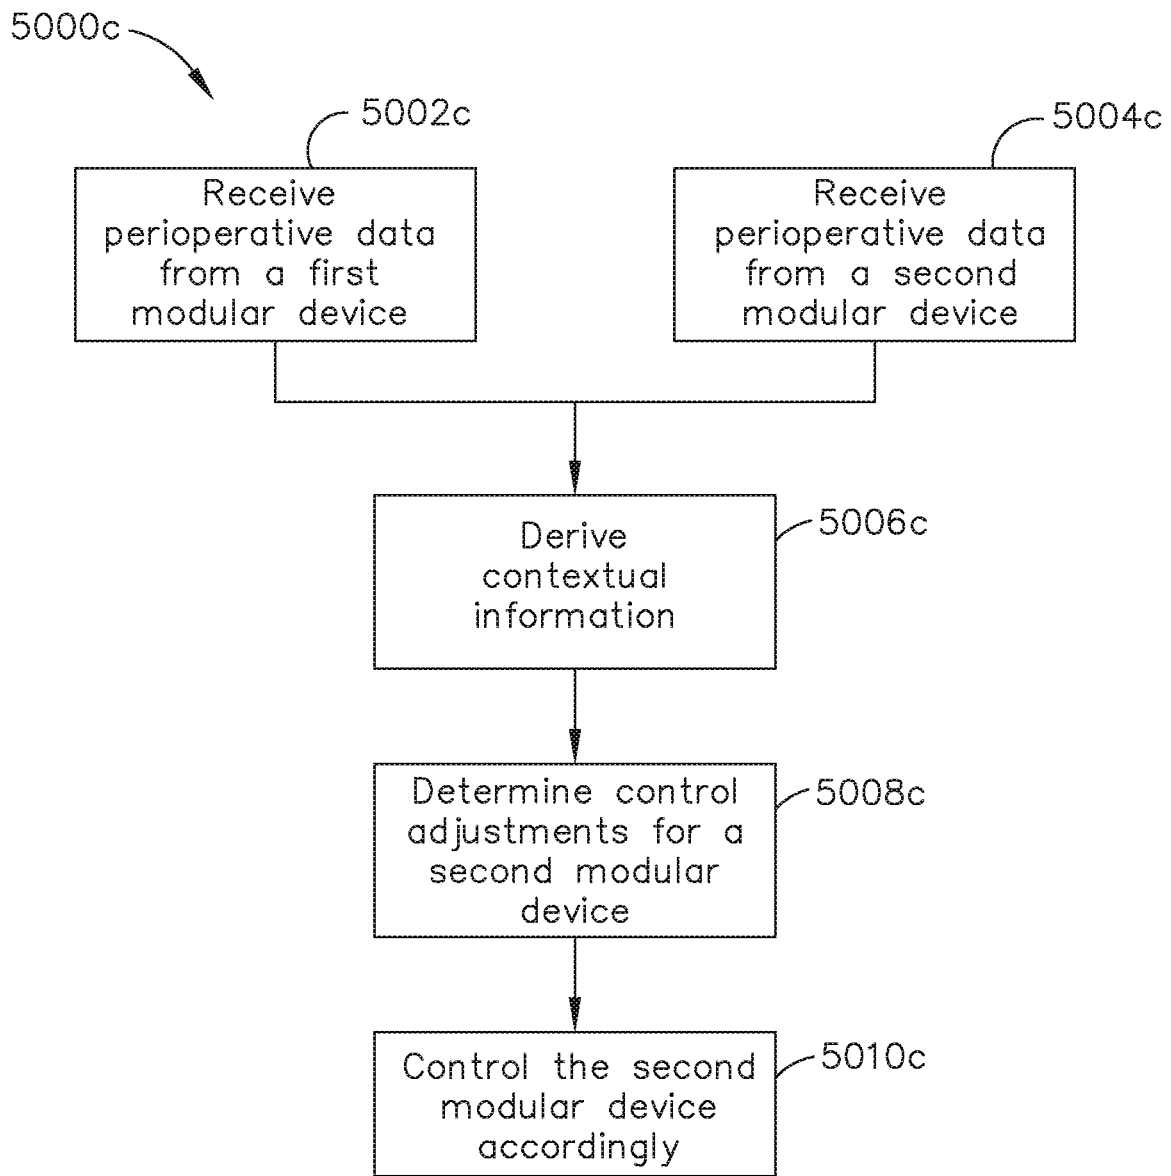 5000c
5002c
5004c
Receive
perioperative data
from a first
modular device
Receive
perioperative data
from a second
modular device
Derive
contextual
information
5006c
Determine control
adjustments for a
second modular
device
5008c
Control the second
modular device
accordingly
5010c